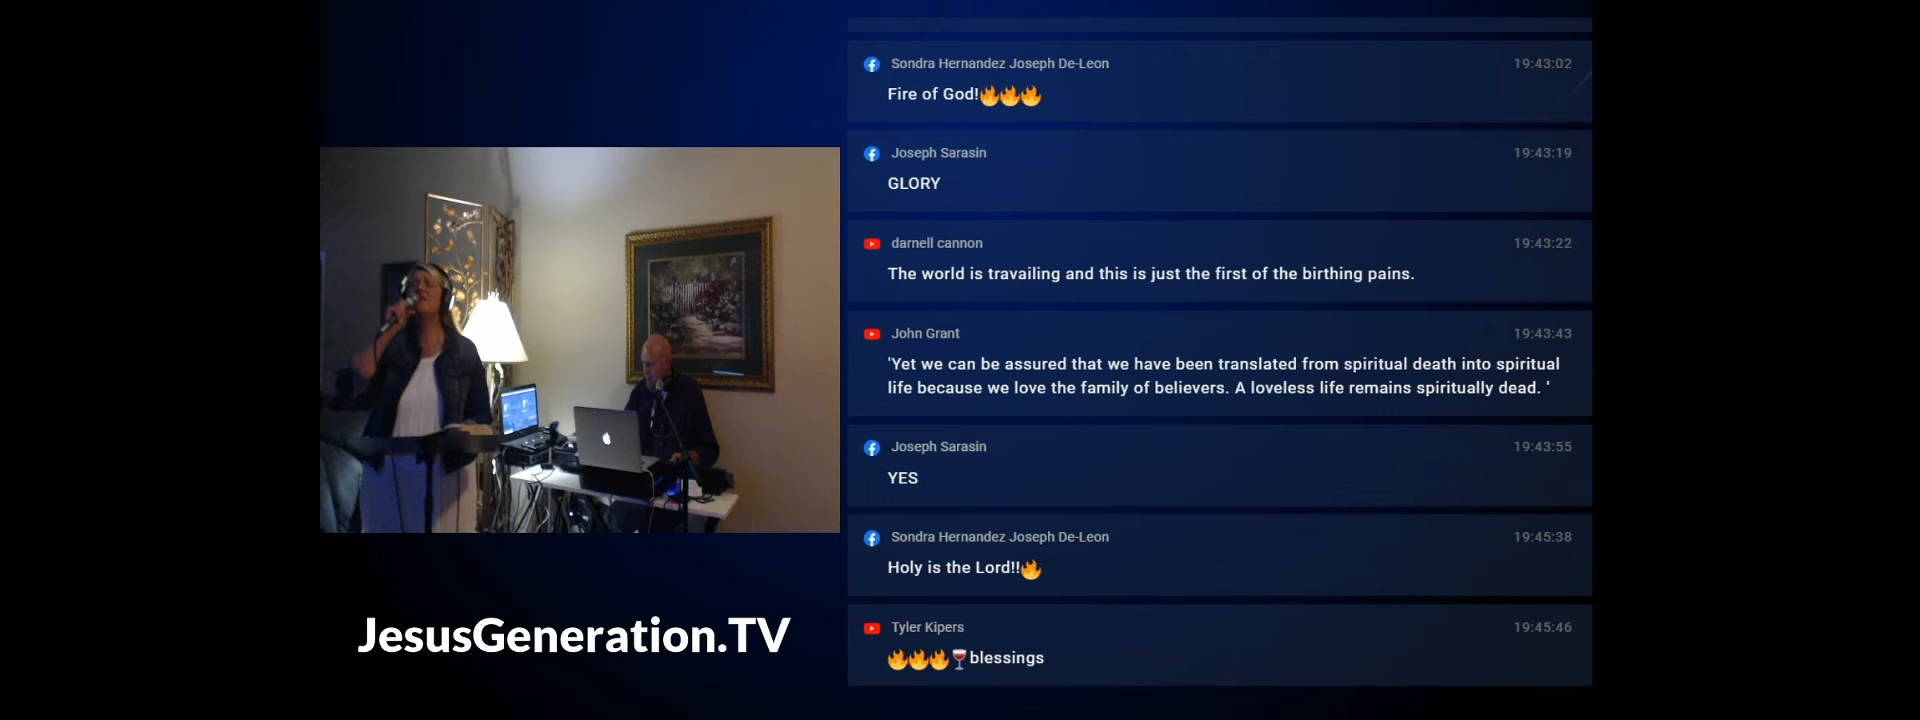 Sondra Hernandez Joseph De-Leon 19:43:02
Fire of God!🔥🔥🔥
Joseph Sarasin 19:43:19
GLORY
darnell cannon 19:43:22
The world is travailing and this is just the first of the birthing pains.
John Grant 19:43:43
'Yet we can be assured that we have been translated from spiritual death into spiritual
life because we love the family of believers. A loveless life remains spiritually dead. '
Joseph Sarasin 19:43:55
YES
Sondra Hernandez Joseph De-Leon 19:45:38
Holy is the Lord!!🔥
Tyler Kipers 19:45:46
🔥🔥🔥🍷blessings
JesusGeneration.TV